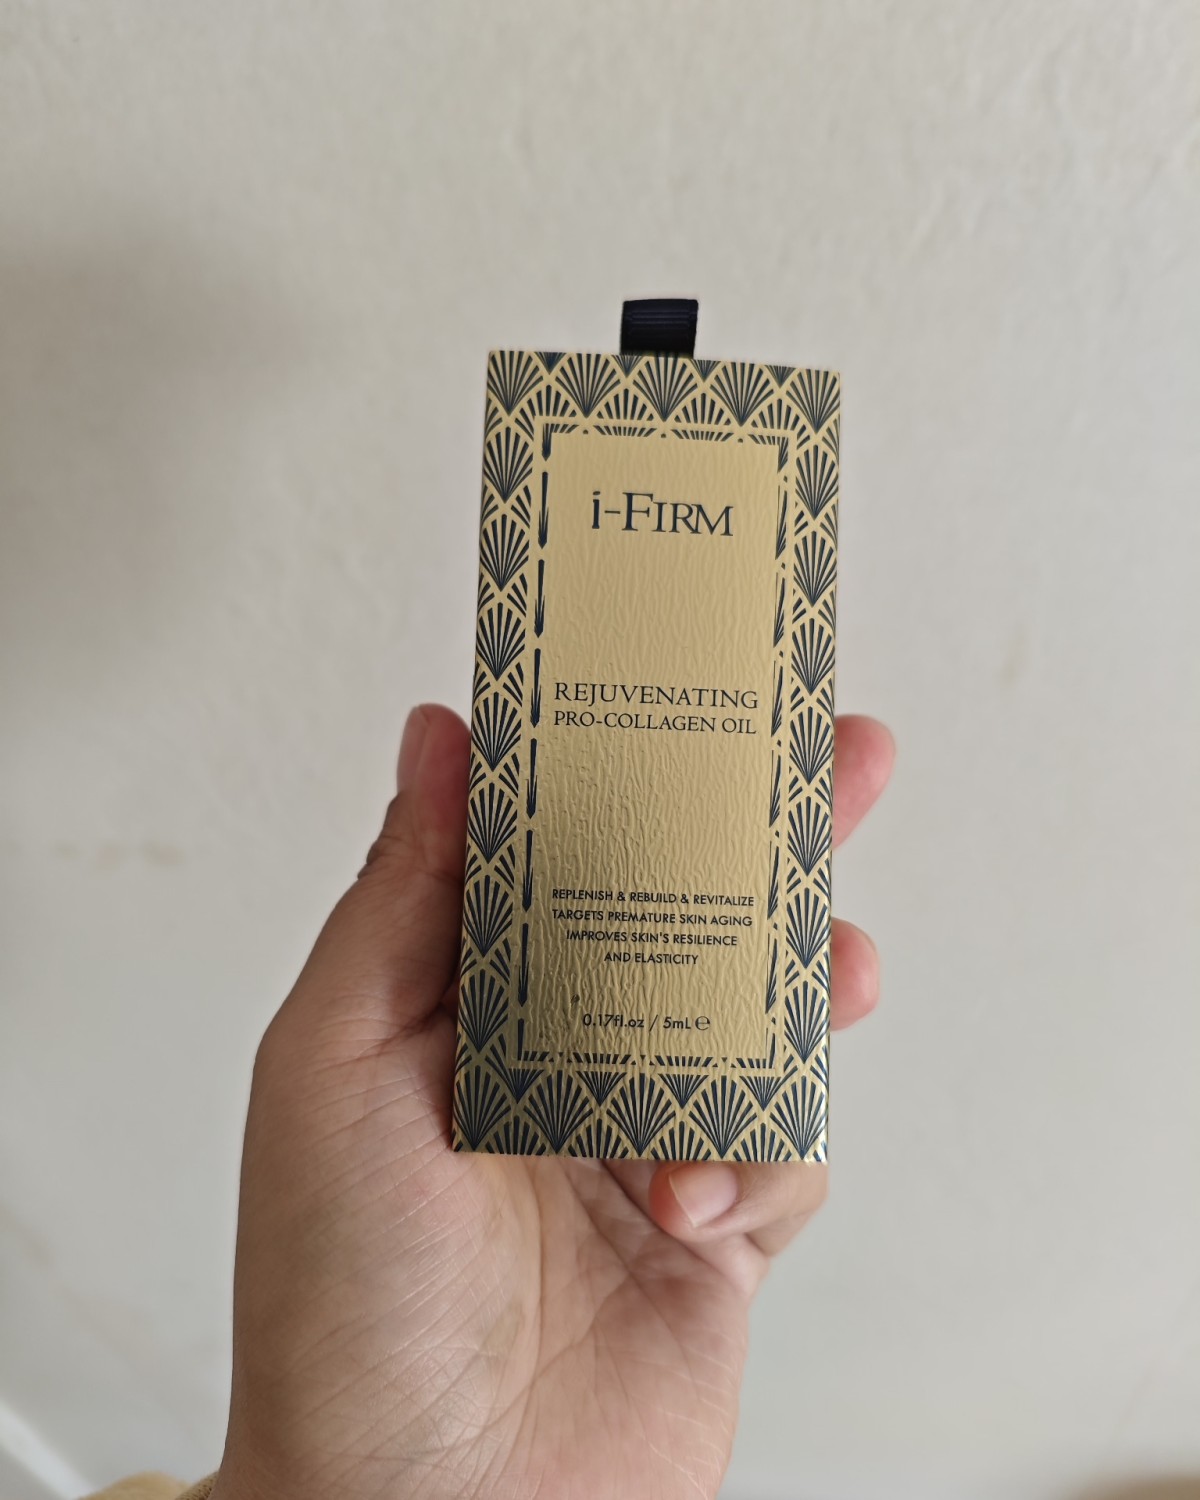 i-FIRM
REJUVENATING
PRO-COLLAGEN OIL
REPLENISH & REBUILD & REVITALIZE
TARGETS PREMATURE SKIN AGING
IMPROVES SKIN'S RESILIENCE
AND ELASTICITY
0.17fl.oz / 5mL ℮